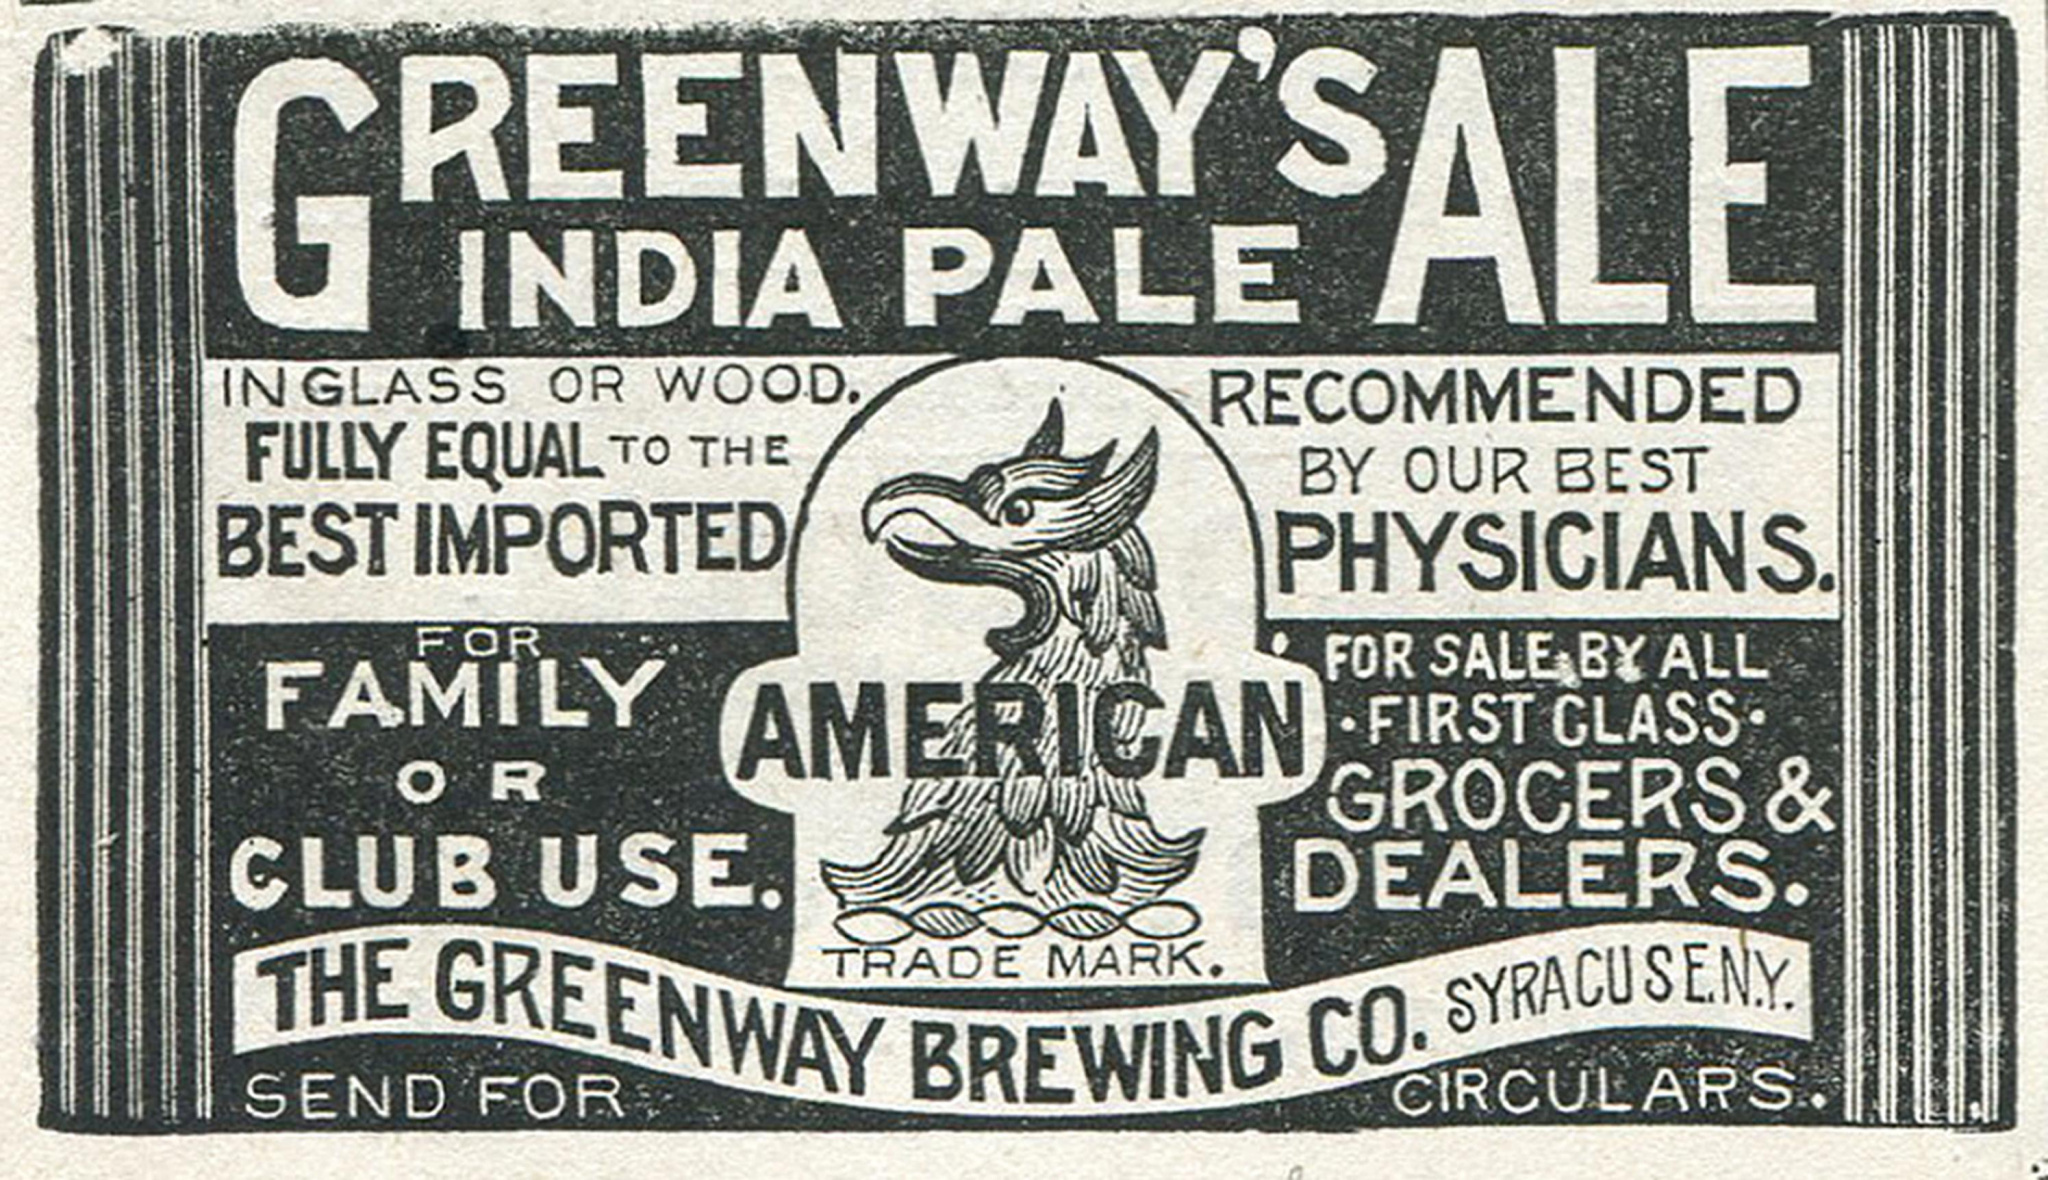 GREENWAY'S ALE
INDIA PALE
IN GLASS OR WOOD.
FULLY EQUAL TO THE
BEST IMPORTED
RECOMMENDED
BY OUR BEST
PHYSICIANS.
FOR
FAMILY
OR
CLUB USE.
AMERICAN
TRADE MARK.
FOR SALE BY ALL
·FIRST CLASS·
GROCERS &
DEALERS.
THE GREENWAY BREWING CO. SYRACUSE. N.Y.
SEND FOR CIRCULARS.